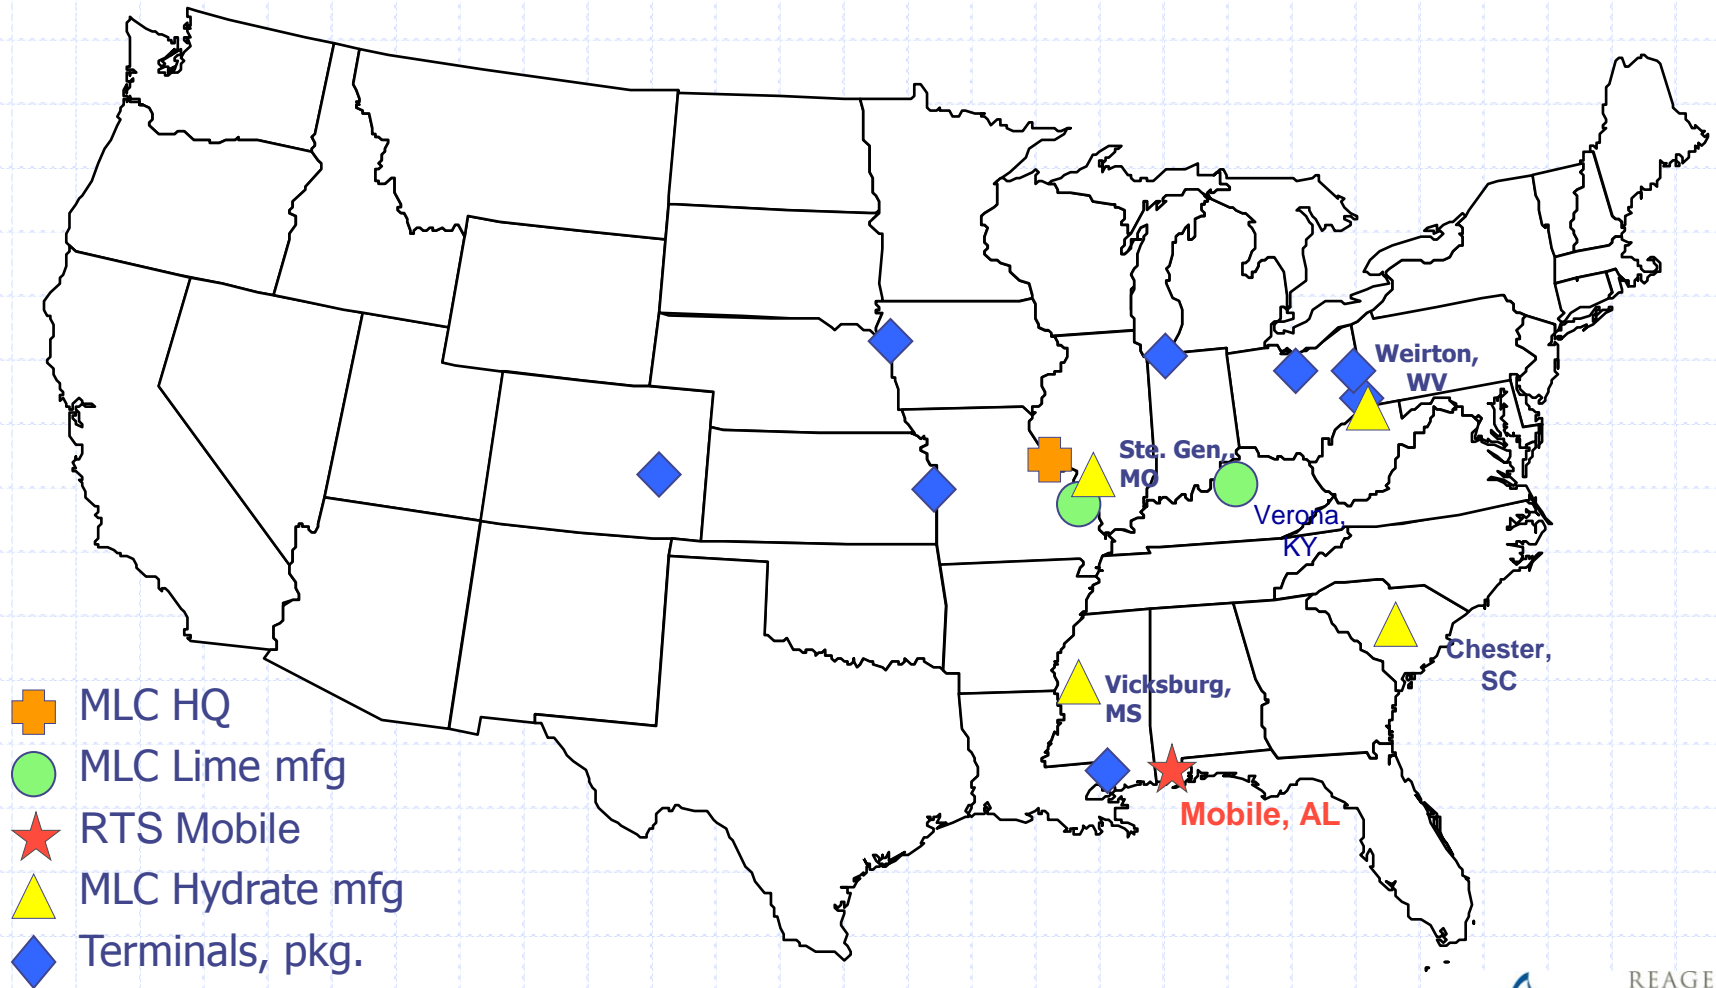 Weirton,
WV
Ste. Gen,,
MO
Verona,
KY
Chester,
SC
Vicksburg,
MS
Mobile, AL
MLC HQ
MLC Lime mfg
RTS Mobile
MLC Hydrate mfg
Terminals, pkg.
REAGE